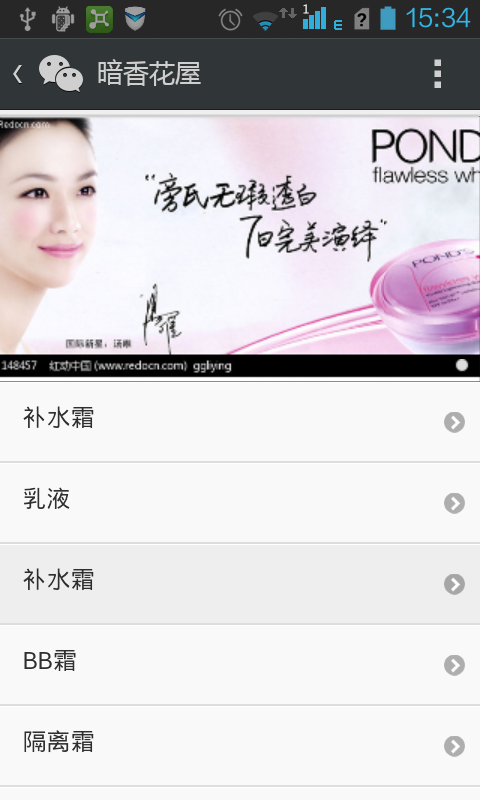 1
E
15:34
暗香花屋
Redocn.com
POND
flawless wh
“旁氏无瑕透白
7日完美演绎”
POND'S
国际新星：汤唯
148457 红动中国 (www.redocn.com) ggliying
补水霜
乳液
补水霜
BB霜
隔离霜